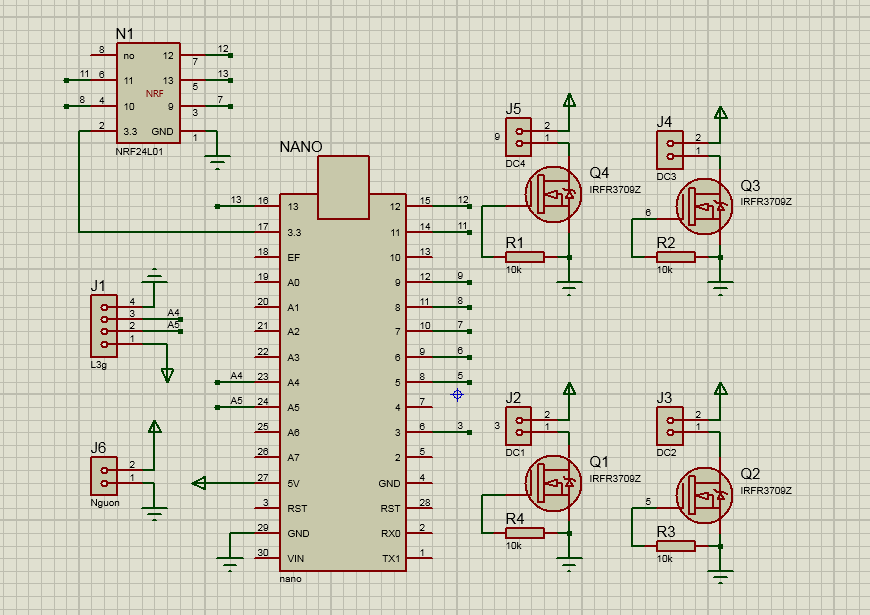 N1
8 no 12 7 12
11 6 11 NRF 13 5 13
8 4 10 9 3 7
2 3.3 GND 1
NRF24L01
NANO
13 16 13 12 15 12
17 3.3 11 14 11
18 EF 10 13
19 A0 9 12 9
20 A1 8 11 8
21 A2 7 10 7
22 A3 6 9 6
A4 23 A4 5 8 5
A5 24 A5 4 7
25 A6 3 6 3
26 A7 2 5
27 5V GND 4
3 RST RST 28
29 GND RX0 2
30 VIN TX1 1
nano
J1
4
3 A4
2 A5
1
L3g
J6
2
1
Nguon
J5
2
9 1
DC4
Q4
IRFR3709Z
R1
10k
J4
2
1
DC3
Q3
IRFR3709Z
6
R2
10k
J2
2
3 1
DC1
Q1
IRFR3709Z
R4
10k
J3
2
1
DC2
Q2
IRFR3709Z
5
R3
10k